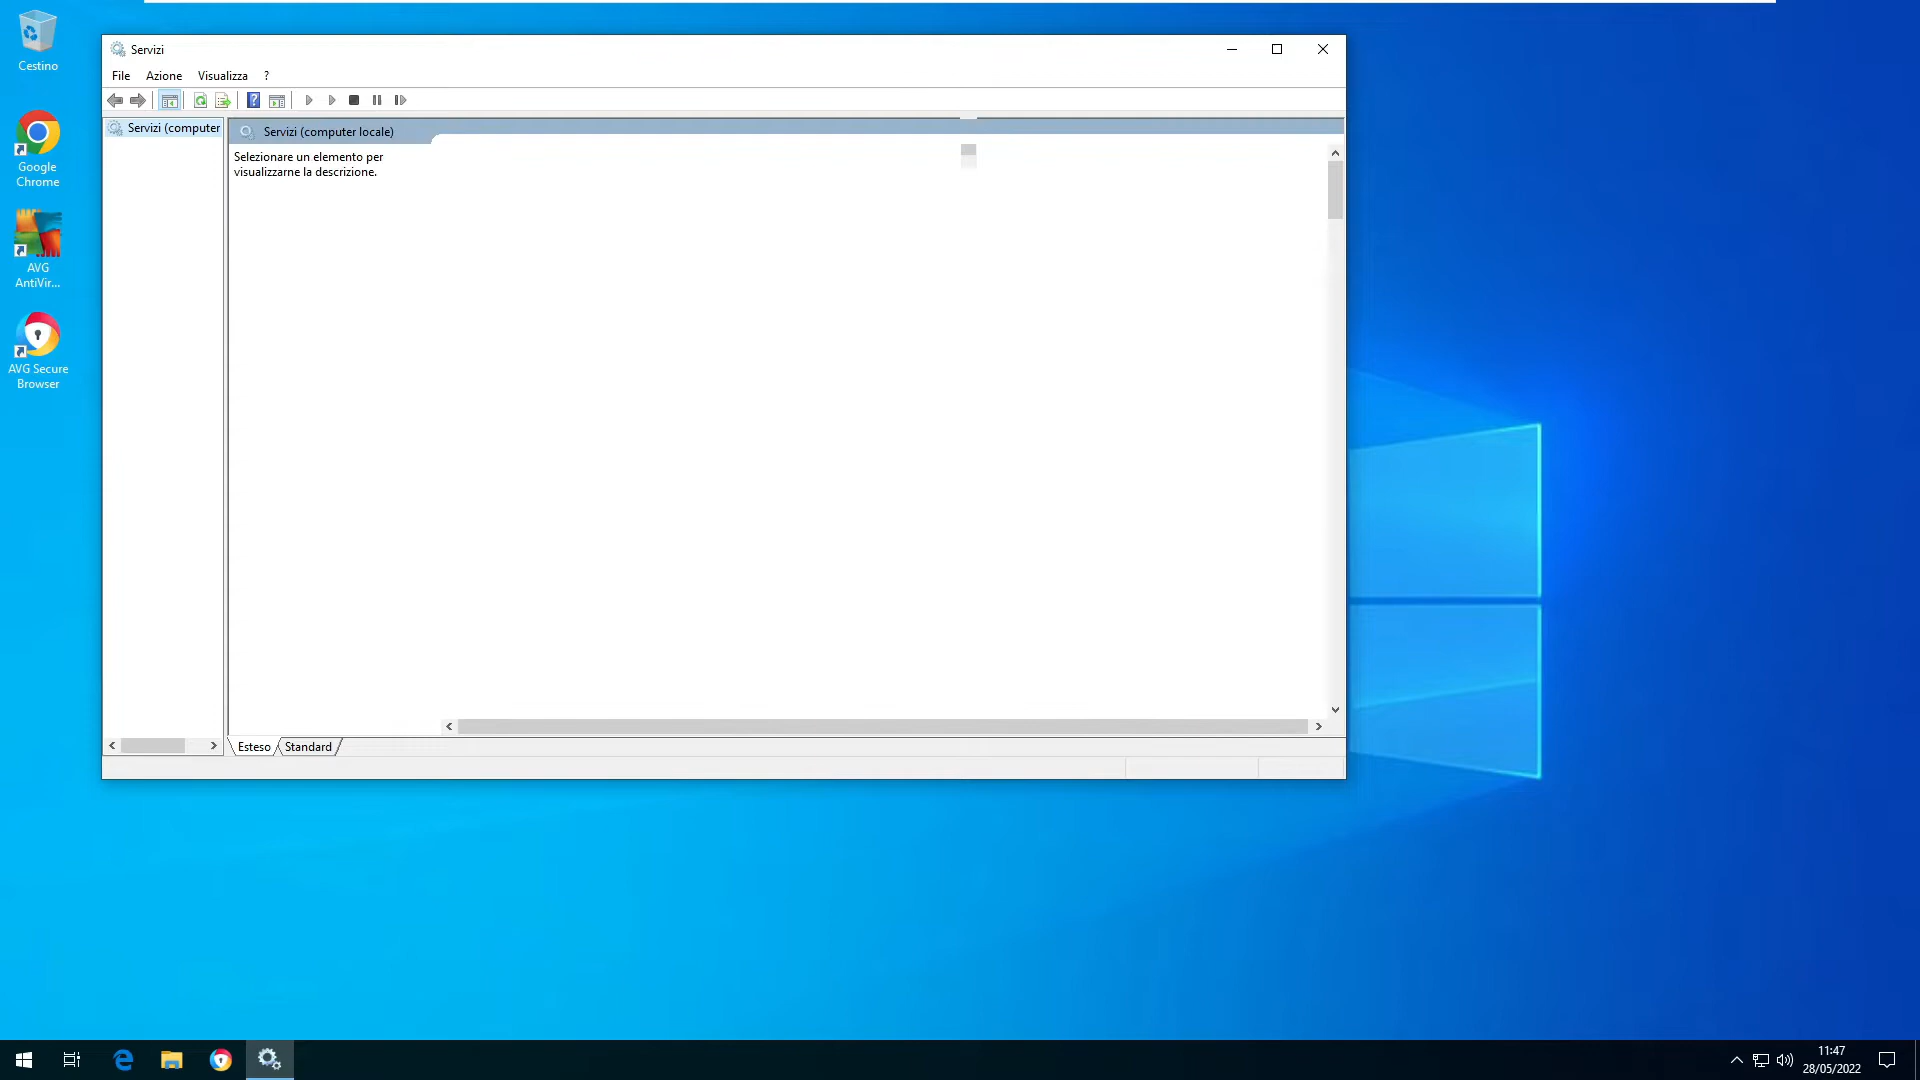 Cestino
Google
Chrome
AVG
AntiVir...
AVG Secure
Browser
Servizi
File Azione Visualizza ?
Servizi (computer
Servizi (computer locale)
Selezionare un elemento per
visualizzarne la descrizione.
Esteso Standard
11:47
28/05/2022